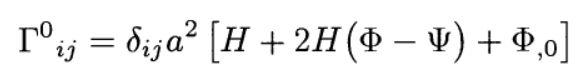 Γ⁰ᵢⱼ = δᵢⱼa² [H + 2H(Φ − Ψ) + Φ,₀]